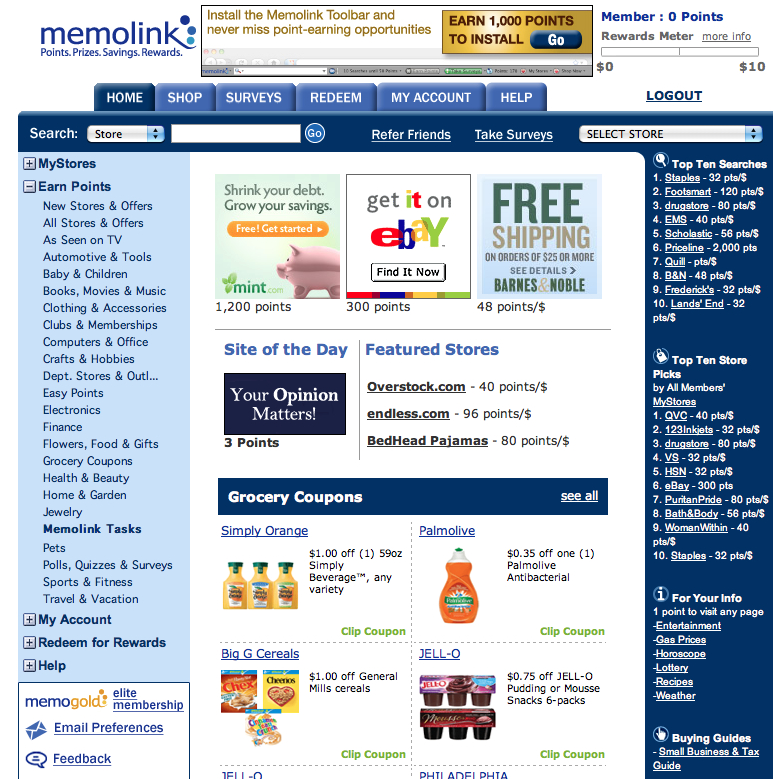 memolink
Points. Prizes. Savings. Rewards.
Install the Memolink Toolbar and
never miss point-earning opportunities
EARN 1,000 POINTS
TO INSTALL Go
Member : 0 Points
Rewards Meter more info
$0 $10
HOME SHOP SURVEYS REDEEM MY ACCOUNT HELP
LOGOUT
Search: Store Go Refer Friends Take Surveys SELECT STORE
MyStores
Earn Points
New Stores & Offers
All Stores & Offers
As Seen on TV
Automotive & Tools
Baby & Children
Books, Movies & Music
Clothing & Accessories
Clubs & Memberships
Computers & Office
Crafts & Hobbies
Dept. Stores & Outl...
Easy Points
Electronics
Finance
Flowers, Food & Gifts
Grocery Coupons
Health & Beauty
Home & Garden
Jewelry
Memolink Tasks
Pets
Polls, Quizzes & Surveys
Sports & Fitness
Travel & Vacation
My Account
Redeem for Rewards
Help
memogold elite
membership
Email Preferences
Feedback
Shrink your debt.
Grow your savings.
Free! Get started
mint.com
1,200 points
get it on
ebaY
Find It Now
300 points
FREE
SHIPPING
ON ORDERS OF $25 OR MORE
SEE DETAILS >
BARNES&NOBLE
48 points/$
Site of the Day
Your Opinion
Matters!
3 Points
Featured Stores
Overstock.com - 40 points/$
endless.com - 96 points/$
BedHead Pajamas - 80 points/$
Grocery Coupons see all
Simply Orange
$1.00 off (1) 59oz
Simply
Beverage™, any
variety
Clip Coupon
Palmolive
$0.35 off one (1)
Palmolive
Antibacterial
Palmolive
Clip Coupon
Big G Cereals
Chex
Cheerios
$1.00 off General
Mills cereals
Clip Coupon
JELL-O
JELL-O
Mousse
$0.75 off JELL-O
Pudding or Mousse
Snacks 6-packs
Clip Coupon
JELL-O
PHILADELPHIA
Top Ten Searches
1. Staples - 32 pts/$
2. Footsmart - 120 pts/$
3. drugstore - 80 pts/$
4. EMS - 40 pts/$
5. Scholastic - 56 pts/$
6. Priceline - 2,000 pts
7. Quill - pts/$
8. B&N - 48 pts/$
9. Frederick's - 32 pts/$
10. Lands' End - 32
pts/$
Top Ten Store
Picks
by All Members'
MyStores
1. QVC - 40 pts/$
2. 123Inkjets - 32 pts/$
3. drugstore - 80 pts/$
4. VS - 32 pts/$
5. HSN - 32 pts/$
6. eBay - 300 pts
7. PuritanPride - 80 pts/$
8. Bath&Body - 56 pts/$
9. WomanWithin - 40
pts/$
10. Staples - 32 pts/$
For Your Info
1 point to visit any page
-Entertainment
-Gas Prices
-Horoscope
-Lottery
-Recipes
-Weather
Buying Guides
- Small Business & Tax
Guide